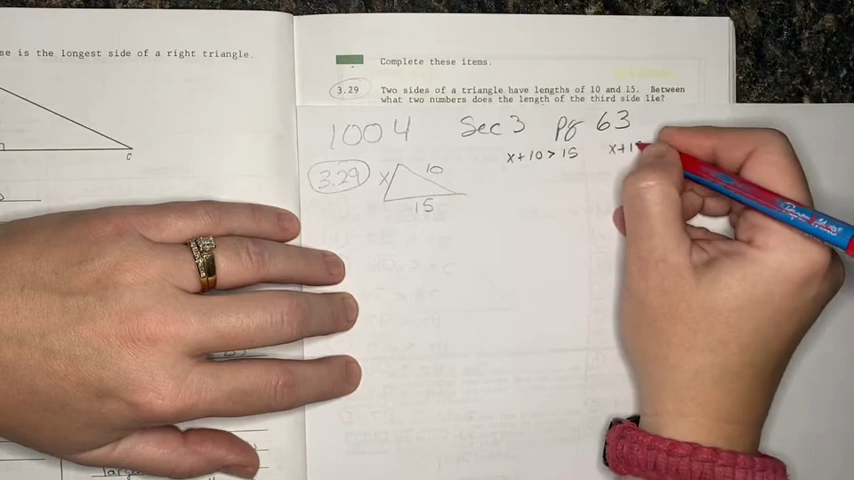 se is the longest side of a right triangle.
C
Complete these items.
3.29 Two sides of a triangle have lengths of 10 and 15. Between
what two numbers does the length of the third side lie?
1004 Sec 3 pg 63
x+10>15 x+1
3.29 x 10
15